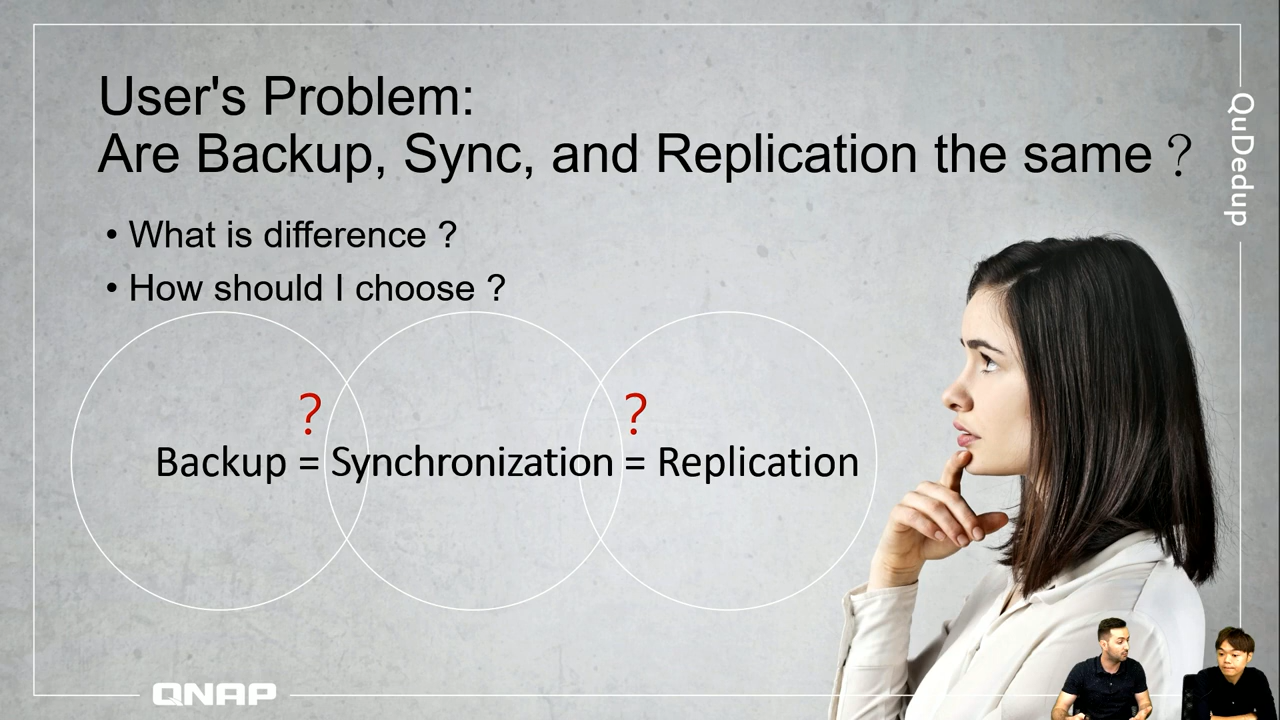 User's Problem:
Are Backup, Sync, and Replication the same？
• What is difference ?
• How should I choose ?
? ?
Backup = Synchronization = Replication
QuDedup
QNAP